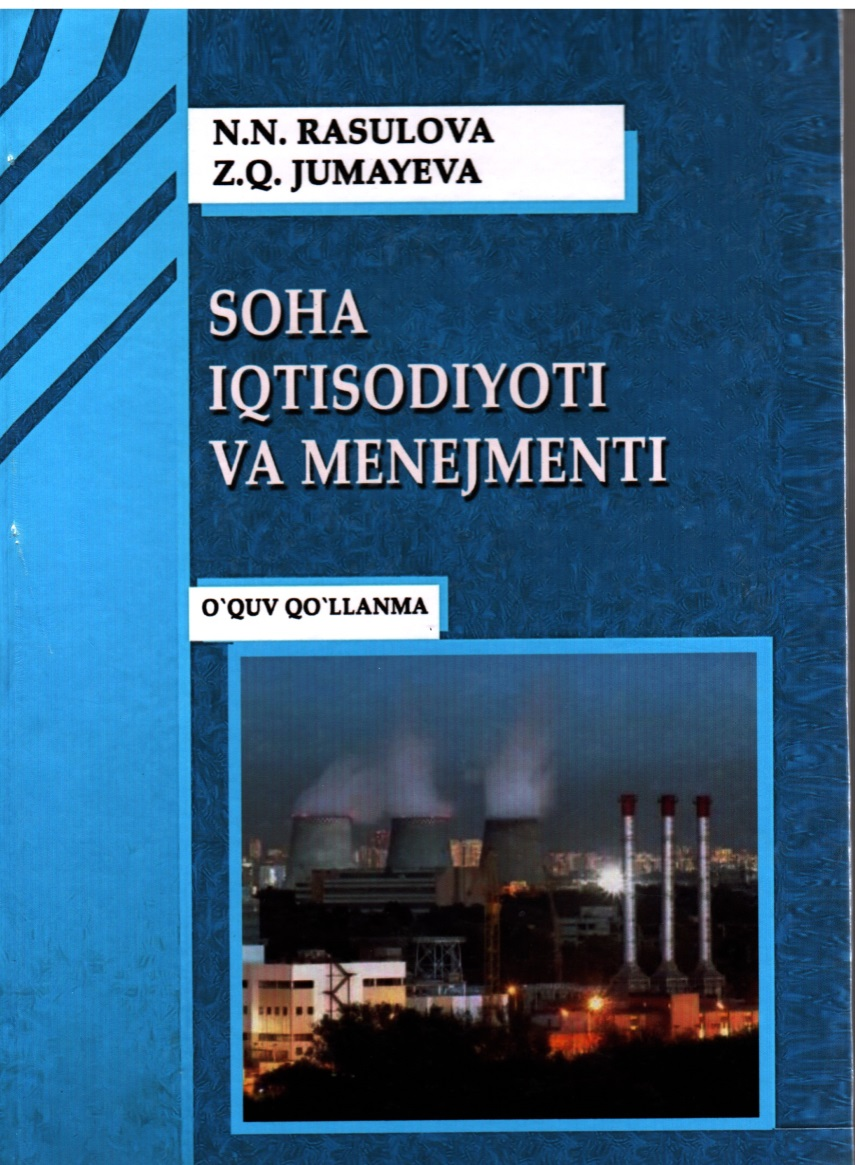 N.N. RASULOVA
Z.Q. JUMAYEVA
SOHA
IQTISODIYOTI
VA MENEJMENTI
O`QUV QO`LLANMA